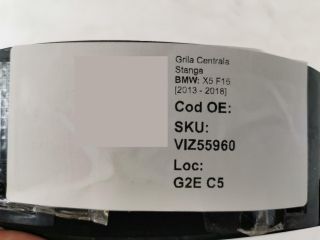 Grila Centrala
Stanga
BMW: X5 F15
[2013 - 2018]
Cod OE:
SKU:
VIZ55960
Loc:
G2E C5